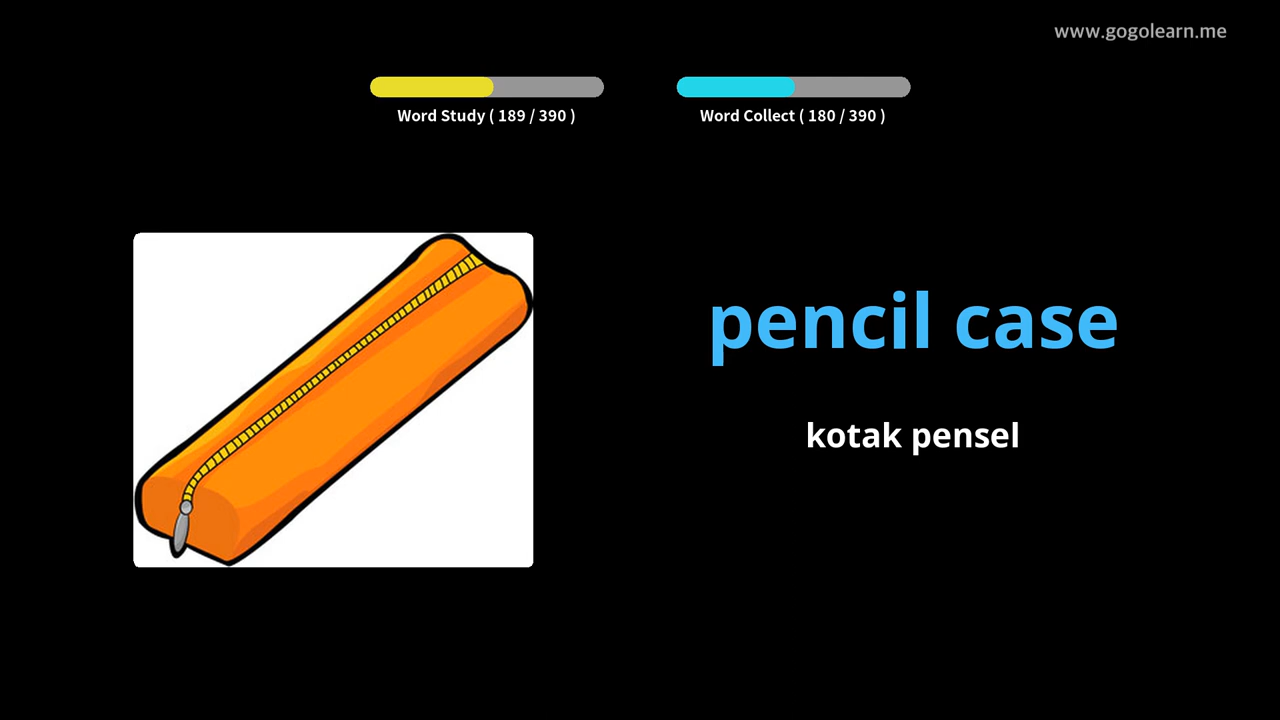 www.gogolearn.me
Word Study ( 189 / 390 )
Word Collect ( 180 / 390 )
pencil case
kotak pensel